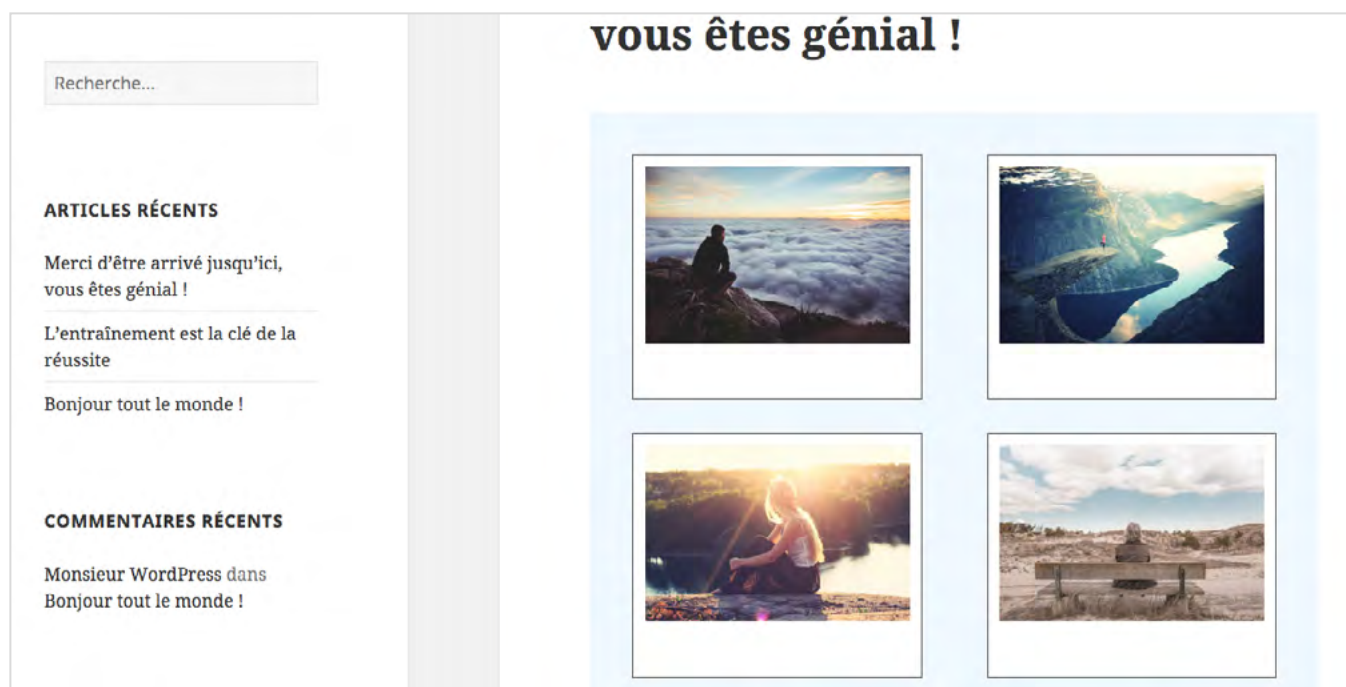 Recherche...
ARTICLES RÉCENTS
Merci d’être arrivé jusqu’ici,
vous êtes génial !
L’entraînement est la clé de la
réussite
Bonjour tout le monde !
COMMENTAIRES RÉCENTS
Monsieur WordPress dans
Bonjour tout le monde !
vous êtes génial !